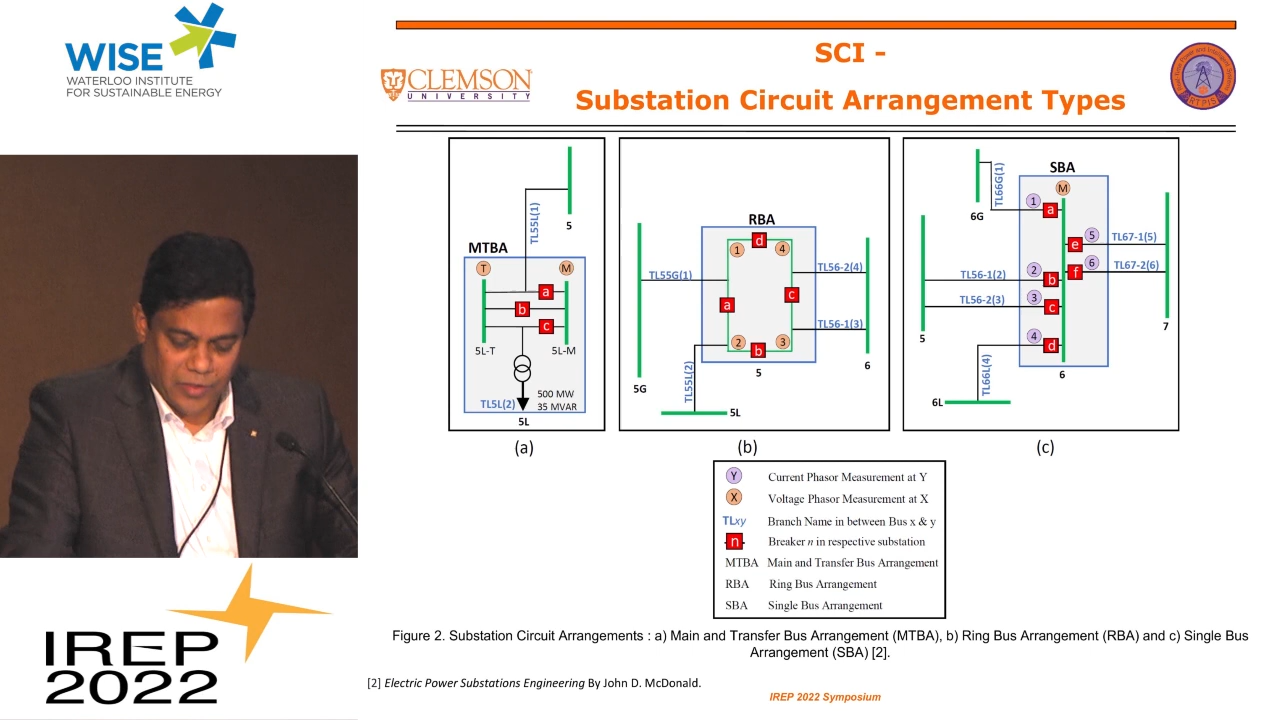 WISE
WATERLOO INSTITUTE
FOR SUSTAINABLE ENERGY
CLEMSON
UNIVERSITY
SCI -
Substation Circuit Arrangement Types
RTPIS
MTBA
T
M
TL55L(1)
5
a
b
c
5L-T
5L-M
500 MW
35 MVAR
TL5L(2)
5L
(a)
RBA
d
1
4
TL55G(1)
TL56-2(4)
a
c
TL56-1(3)
2
3
b
TL55L(2)
5
6
5G
5L
(b)
SBA
M
TL66G(1)
1
a
6G
5
e
TL67-1(5)
6
f
TL67-2(6)
TL56-1(2)
2
b
TL56-2(3)
3
c
4
d
5
7
TL66L(4)
6
6L
(c)
Y Current Phasor Measurement at Y
X Voltage Phasor Measurement at X
TLxy Branch Name in between Bus x & y
n Breaker n in respective substation
MTBA Main and Transfer Bus Arrangement
RBA Ring Bus Arrangement
SBA Single Bus Arrangement
Figure 2. Substation Circuit Arrangements : a) Main and Transfer Bus Arrangement (MTBA), b) Ring Bus Arrangement (RBA) and c) Single Bus
Arrangement (SBA) [2].
[2] Electric Power Substations Engineering By John D. McDonald.
IREP 2022 Symposium
IREP
2022